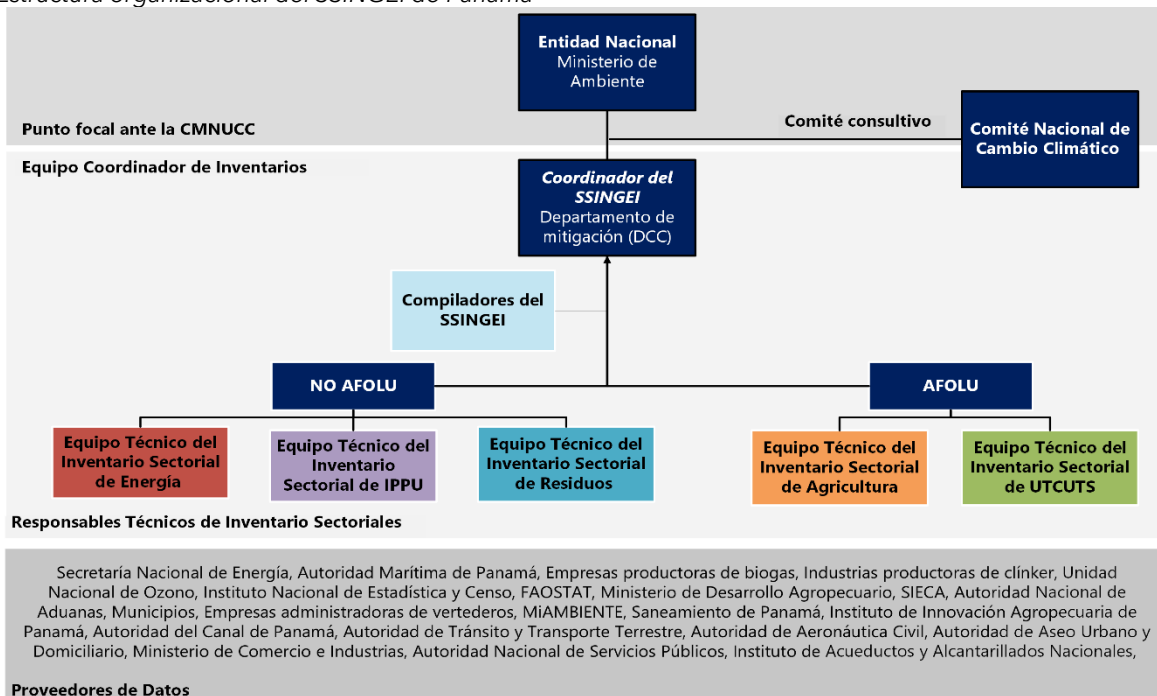 Estructura organizacional del SSINGEI de Panamá
Entidad Nacional
Ministerio de
Ambiente
Punto focal ante la CMNUCC
Comité consultivo
Comité Nacional de
Cambio Climático
Equipo Coordinador de Inventarios
Coordinador del
SSINGEI
Departamento de
mitigación (DCC)
Compiladores del
SSINGEI
NO AFOLU
AFOLU
Equipo Técnico del
Inventario Sectorial
de Energía
Equipo Técnico del
Inventario
Sectorial de IPPU
Equipo Técnico del
Inventario Sectorial
de Residuos
Equipo Técnico del
Inventario Sectorial
de Agricultura
Equipo Técnico del
Inventario Sectorial
de UTCUTS
Responsables Técnicos de Inventario Sectoriales
Secretaría Nacional de Energía, Autoridad Marítima de Panamá, Empresas productoras de biogas, Industrias productoras de clínker, Unidad
Nacional de Ozono, Instituto Nacional de Estadística y Censo, FAOSTAT, Ministerio de Desarrollo Agropecuario, SIECA, Autoridad Nacional de
Aduanas, Municipios, Empresas administradoras de vertederos, MiAMBIENTE, Saneamiento de Panamá, Instituto de Innovación Agropecuaria de
Panamá, Autoridad del Canal de Panamá, Autoridad de Tránsito y Transporte Terrestre, Autoridad de Aeronáutica Civil, Autoridad de Aseo Urbano y
Domiciliario, Ministerio de Comercio e Industrias, Autoridad Nacional de Servicios Públicos, Instituto de Acueductos y Alcantarillados Nacionales,
Proveedores de Datos